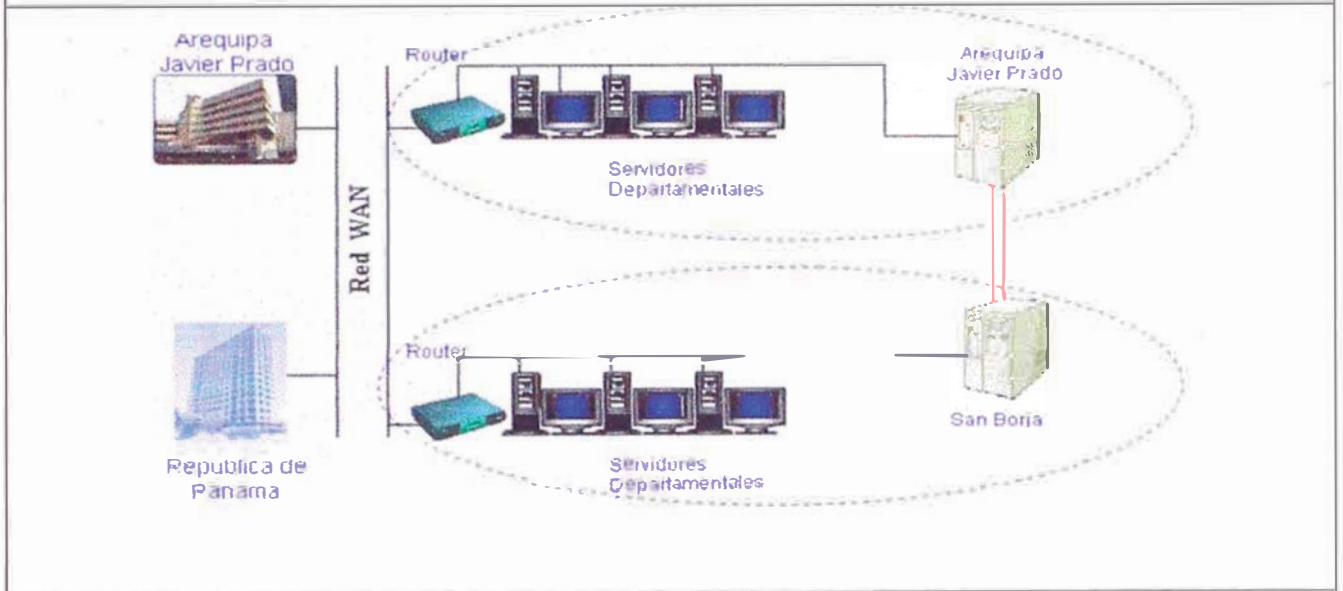 Arequipa
Javier Prado
Router
Arequipa
Javier Prado
Servidores
Departamentales
Red WAN
Router
San Borja
Republica de
Panama
Servidores
Departamentales